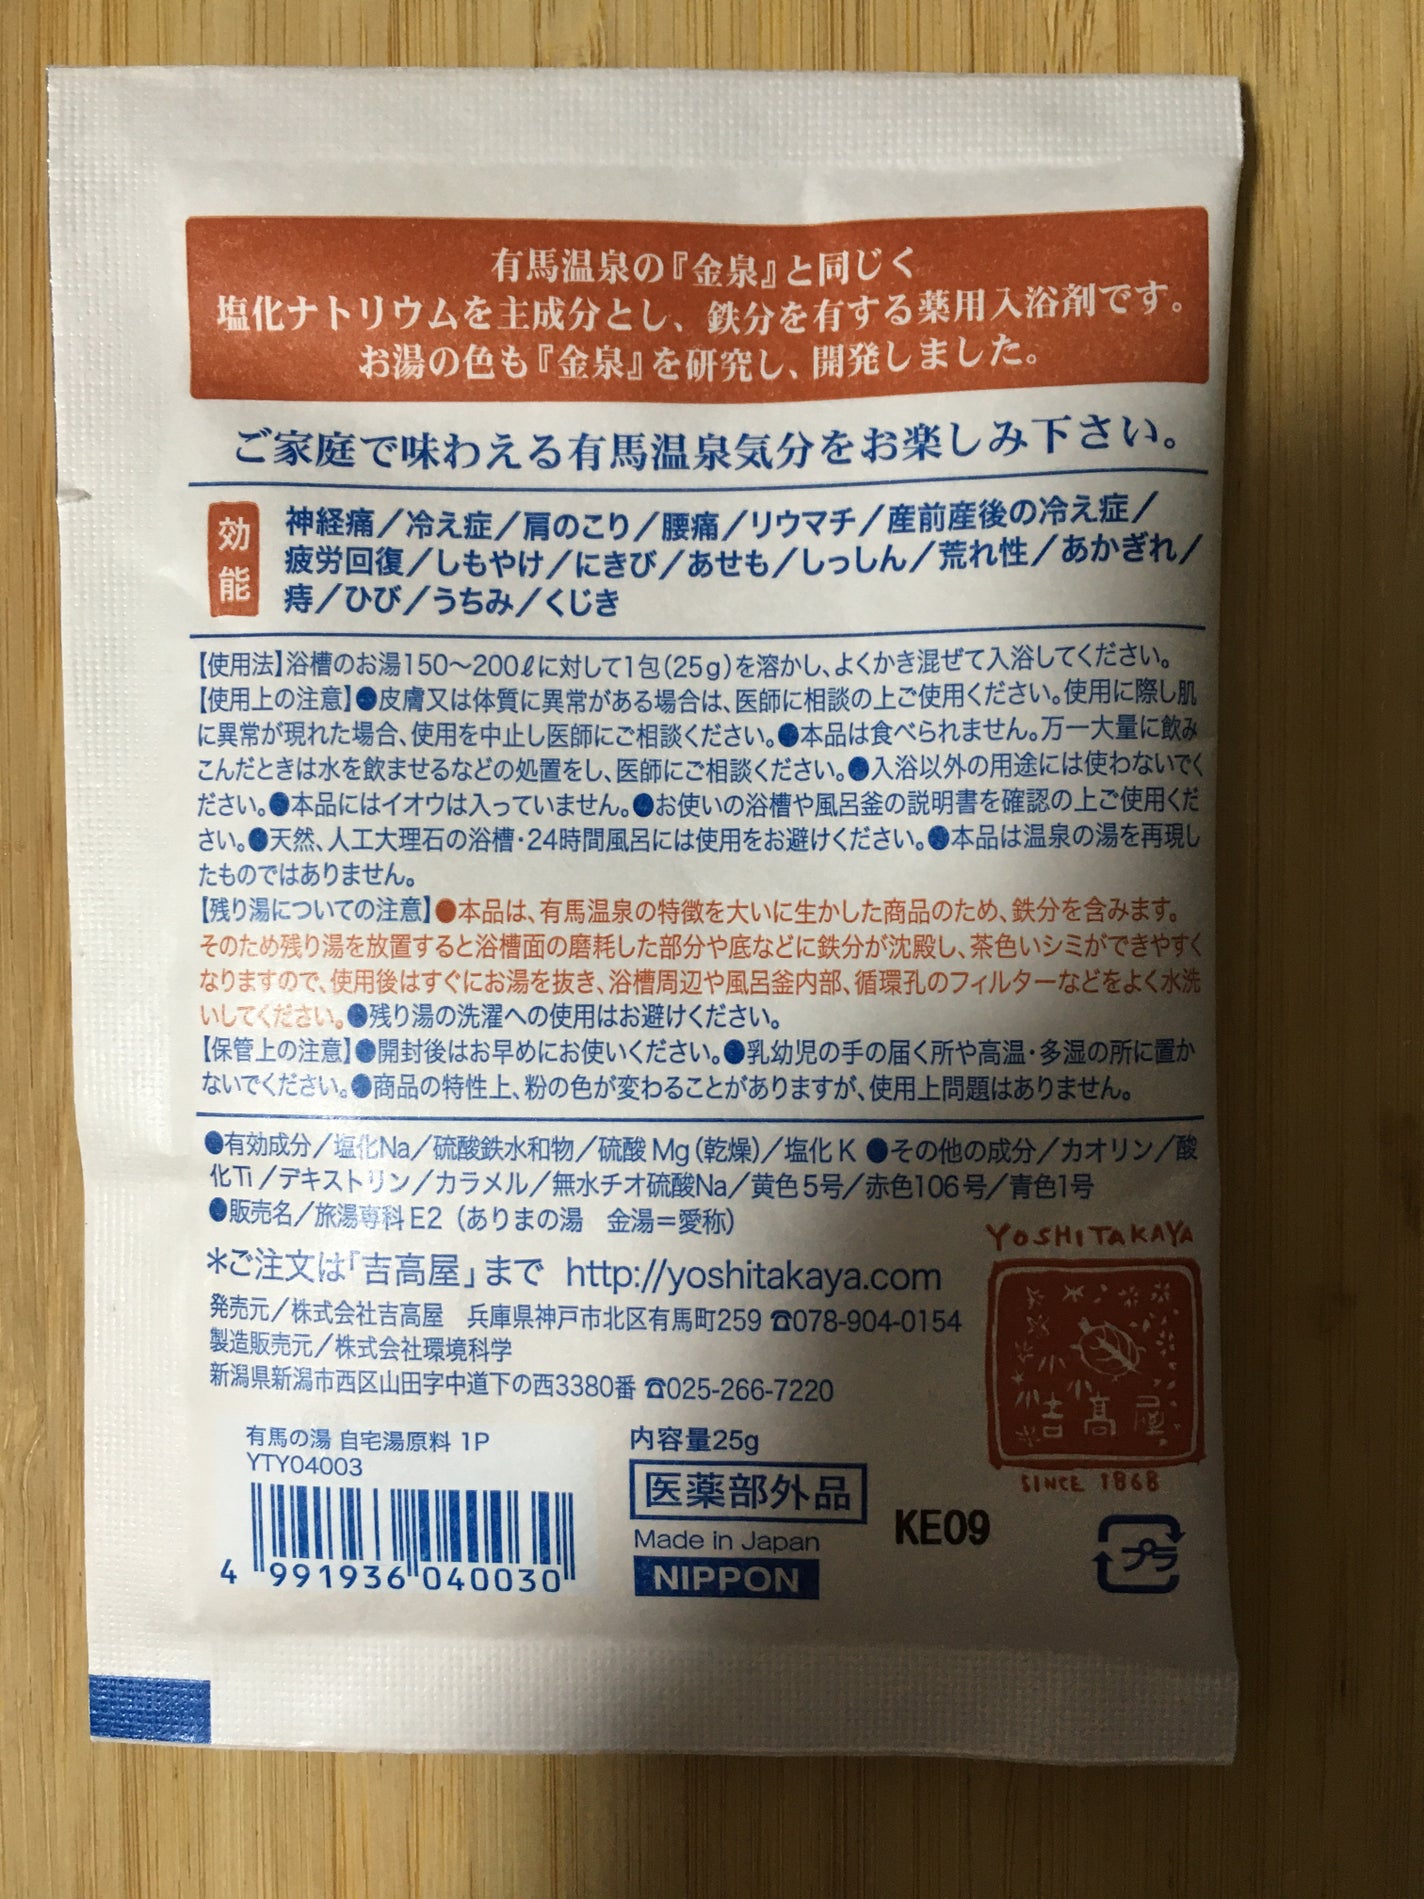 有馬温泉の『金泉』と同じく
塩化ナトリウムを主成分とし、鉄分を有する薬用入浴剤です。
お湯の色も『金泉』を研究し、開発しました。
ご家庭で味わえる有馬温泉気分をお楽しみ下さい。
効能
神経痛／冷え症／肩のこり／腰痛／リウマチ／産前産後の冷え症／
疲労回復／しもやけ／にきび／あせも／しっしん／荒れ性／あかぎれ／
痔／ひび／うちみ／くじき
【使用法】浴槽のお湯150〜200ℓに対して1包(25g)を溶かし、よくかき混ぜて入浴してください。
【使用上の注意】●皮膚又は体質に異常がある場合は、医師に相談の上ご使用ください。使用に際し肌
に異常が現れた場合、使用を中止し医師にご相談ください。●本品は食べられません。万一大量に飲み
こんだときは水を飲ませるなどの処置をし、医師にご相談ください。●入浴以外の用途には使わないでく
ださい。●本品にはイオウは入っていません。●お使いの浴槽や風呂釜の説明書を確認の上ご使用くだ
さい。●天然、人工大理石の浴槽・24時間風呂には使用をお避けください。●本品は温泉の湯を再現し
たものではありません。
【残り湯についての注意】●本品は、有馬温泉の特徴を大いに生かした商品のため、鉄分を含みます。
そのため残り湯を放置すると浴槽面の磨耗した部分や底などに鉄分が沈殿し、茶色いシミができやすく
なりますので、使用後はすぐにお湯を抜き、浴槽周辺や風呂釜内部、循環孔のフィルターなどをよく水洗
いしてください。●残り湯の洗濯への使用はお避けください。
【保管上の注意】●開封後はお早めにお使いください。●乳幼児の手の届く所や高温・多湿の所に置か
ないでください。●商品の特性上、粉の色が変わることがありますが、使用上問題はありません。
●有効成分／塩化Na／硫酸鉄水和物／硫酸Mg(乾燥)／塩化K ●その他の成分／カオリン／酸
化Ti／デキストリン／カラメル／無水チオ硫酸Na／黄色5号／赤色106号／青色1号
●販売名／旅湯専科E2（ありまの湯　金湯＝愛称）
＊ご注文は「吉高屋」まで http://yoshitakaya.com
発売元／株式会社吉高屋　兵庫県神戸市北区有馬町259 ☎078-904-0154
製造販売元／株式会社環境科学
新潟県新潟市西区山田字中道下の西3380番 ☎025-266-7220
YOSHITAKAYA
吉高屋
SINCE 1868
有馬の湯 自宅湯原料 1P
YTY04003
4 991936 040030
内容量25g
医薬部外品
Made in Japan
NIPPON
KE09
プラ